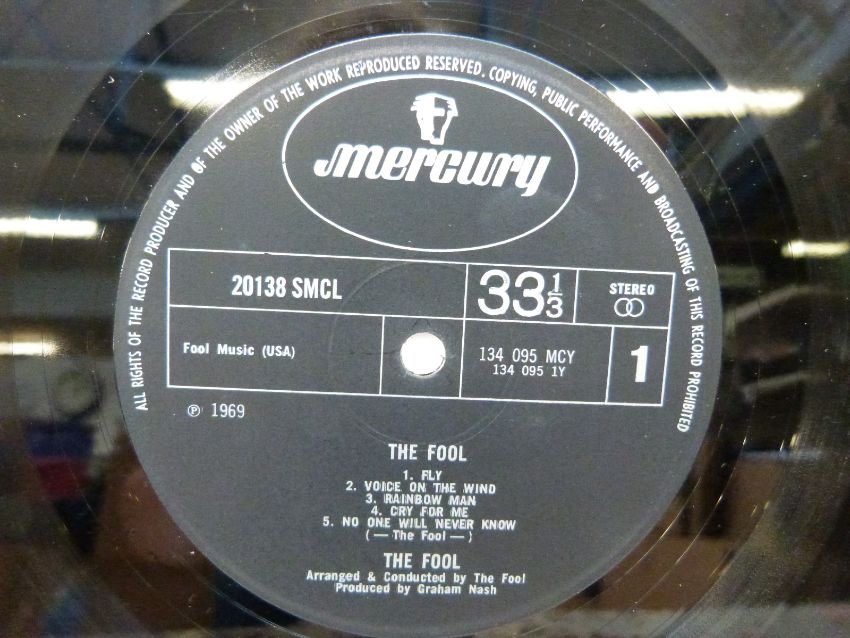 ALL RIGHTS OF THE RECORD PRODUCER AND OF THE OWNER OF THE WORK REPRODUCED RESERVED. COPYING, PUBLIC PERFORMANCE AND BROADCASTING OF THIS RECORD PROHIBITED
mercury
20138 SMCL
33 1/3
STEREO
Fool Music (USA)
134 095 MCY
134 095 1Y
1
℗ 1969
THE FOOL
1. FLY
2. VOICE ON THE WIND
3. RAINBOW MAN
4. CRY FOR ME
5. NO ONE WILL NEVER KNOW
(— The Fool —)
THE FOOL
Arranged & Conducted by The Fool
Produced by Graham Nash